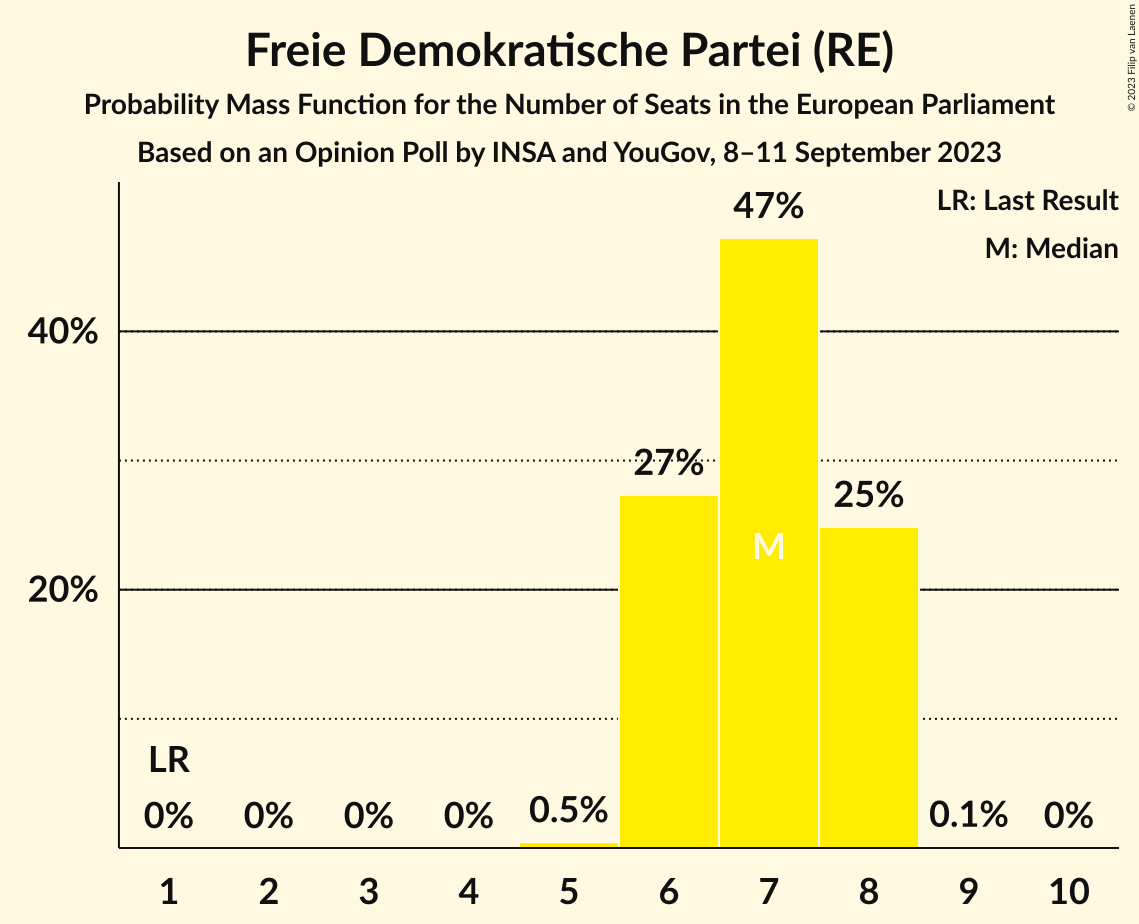 Freie Demokratische Partei (RE)
Probability Mass Function for the Number of Seats in the European Parliament
Based on an Opinion Poll by INSA and YouGov, 8–11 September 2023
© 2023 Filip van Laenen
LR: Last Result
M: Median
47%
40%
27%
25%
M
20%
LR
0% 0% 0% 0% 0.5% 0.1% 0%
1 2 3 4 5 6 7 8 9 10